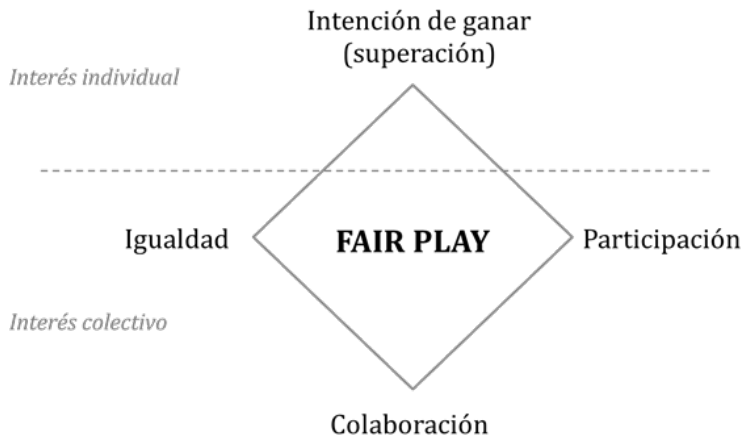 Intención de ganar
(superación)
Interés individual
Igualdad
FAIR PLAY
Participación
Interés colectivo
Colaboración